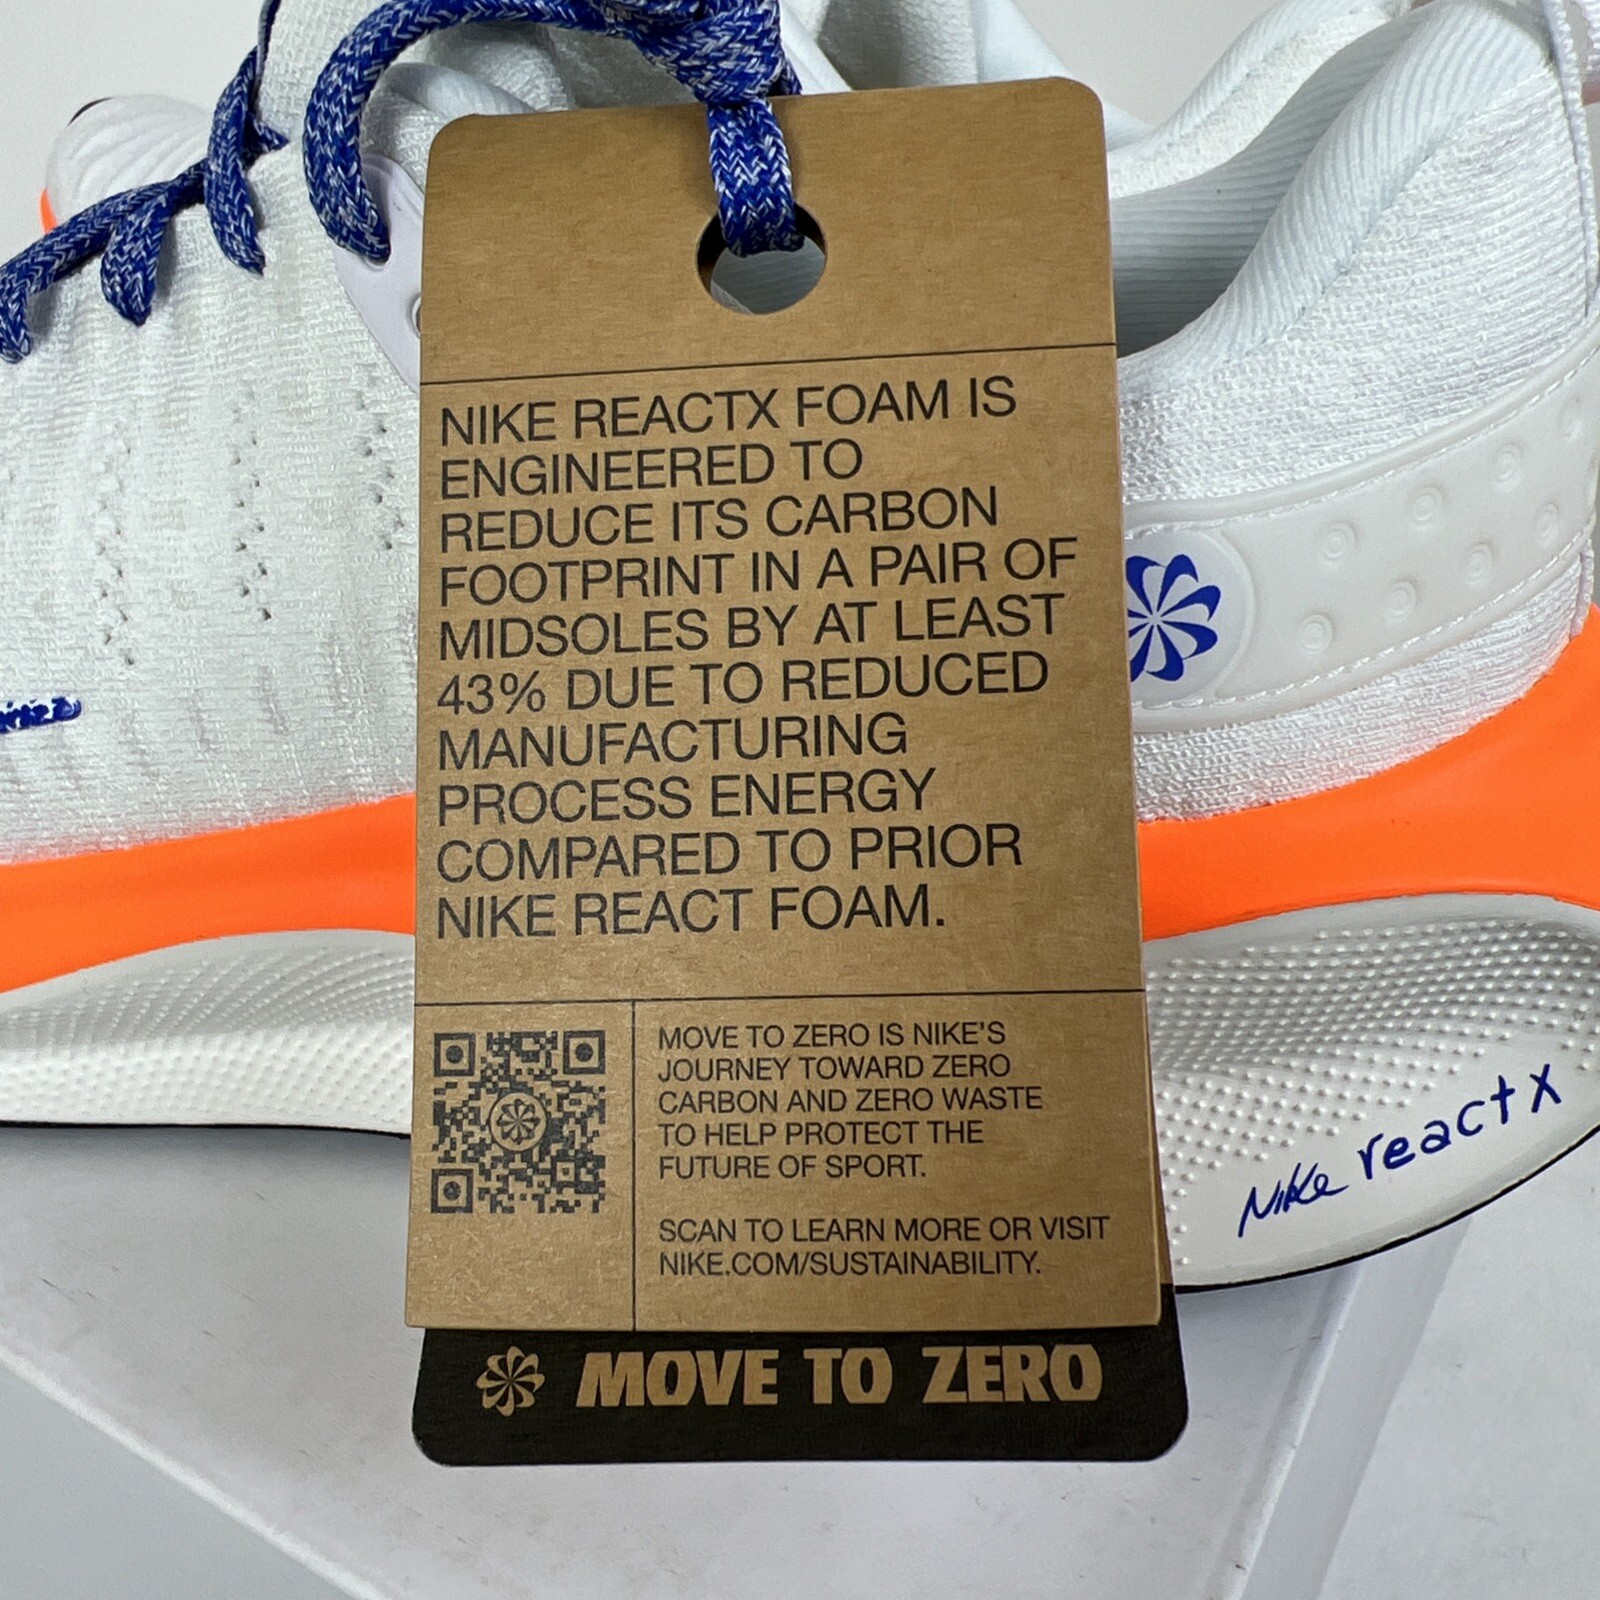 NIKE REACTX FOAM IS
ENGINEERED TO
REDUCE ITS CARBON
FOOTPRINT IN A PAIR OF
MIDSOLES BY AT LEAST
43% DUE TO REDUCED
MANUFACTURING
PROCESS ENERGY
COMPARED TO PRIOR
NIKE REACT FOAM.
MOVE TO ZERO IS NIKE'S
JOURNEY TOWARD ZERO
CARBON AND ZERO WASTE
TO HELP PROTECT THE
FUTURE OF SPORT.
SCAN TO LEARN MORE OR VISIT
NIKE.COM/SUSTAINABILITY.
MOVE TO ZERO
Nike react X